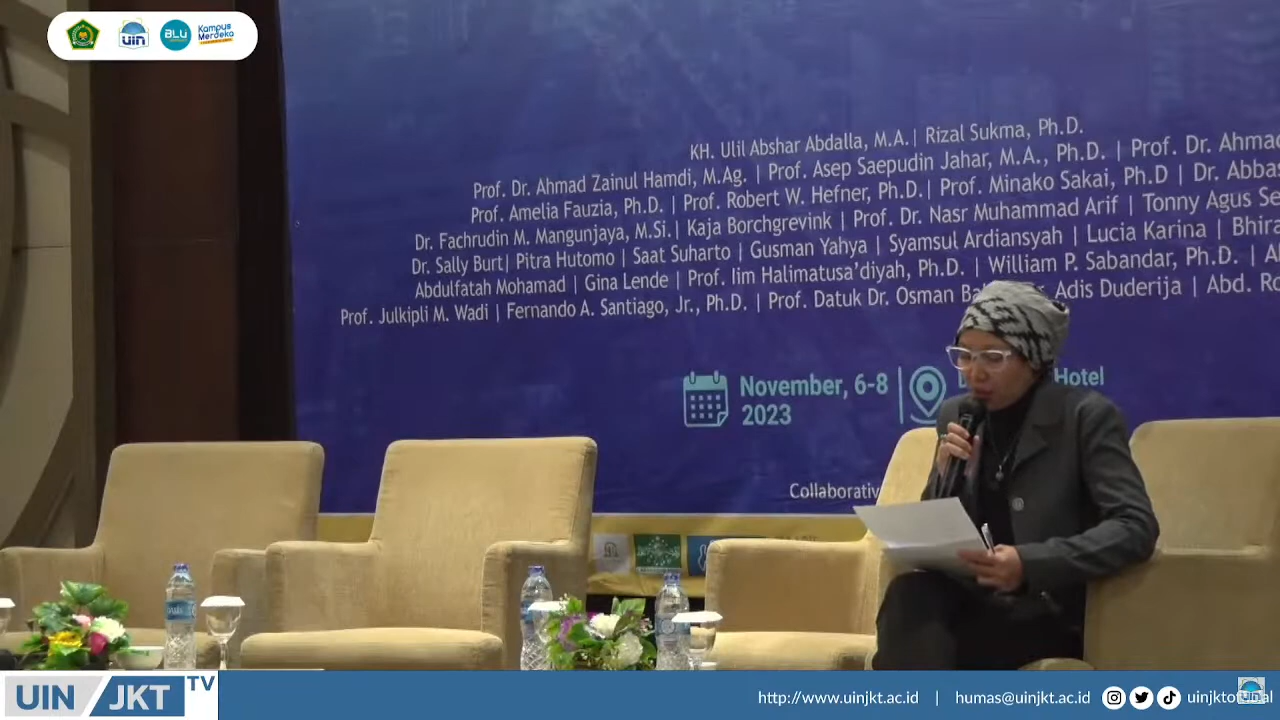 uin
BLU
Kampus
Merdeka
KH. Ulil Abshar Abdalla, M.A.| Rizal Sukma, Ph.D.
Prof. Dr. Ahmad Zainul Hamdi, M.Ag. | Prof. Asep Saepudin Jahar, M.A., Ph.D. | Prof. Dr. Ahmad
Prof. Amelia Fauzia, Ph.D. | Prof. Robert W. Hefner, Ph.D.| Prof. Minako Sakai, Ph.D | Dr. Abbas
Dr. Fachrudin M. Mangunjaya, M.Si.| Kaja Borchgrevink | Prof. Dr. Nasr Muhammad Arif | Tonny Agus Se
Dr. Sally Burt| Pitra Hutomo | Saat Suharto | Gusman Yahya | Syamsul Ardiansyah | Lucia Karina | Bhira
Abdulfatah Mohamad | Gina Lende | Prof. Iim Halimatusa'diyah, Ph.D. | William P. Sabandar, Ph.D. | A
Prof. Julkipli M. Wadi | Fernando A. Santiago, Jr., Ph.D. | Prof. Datuk Dr. Osman Adis Duderija | Abd. Ro
November, 6-8
2023
Hotel
Collaborativ
UIN JKT TV
http://www.uinjkt.ac.id | humas@uinjkt.ac.id uinjktofficial